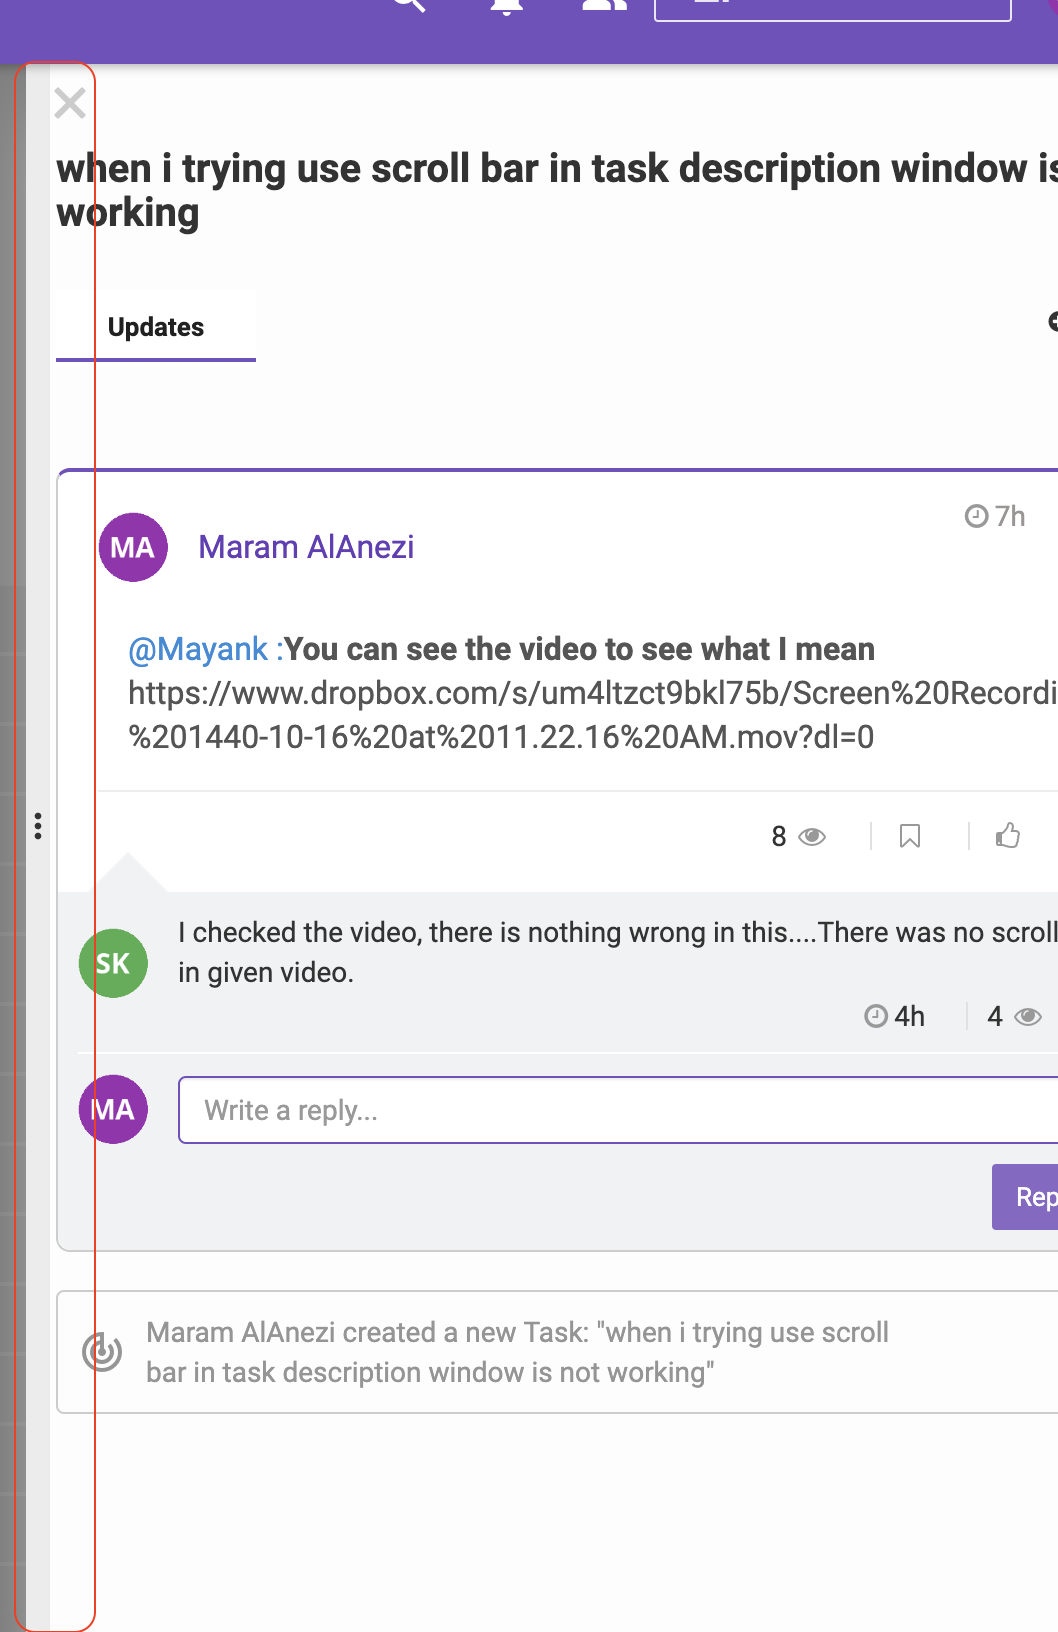 when i trying use scroll bar in task description window is
working
Updates
7h
MA
Maram AlAnezi
@Mayank :You can see the video to see what I mean
https://www.dropbox.com/s/um4ltzct9bkl75b/Screen%20Recordi
%201440-10-16%20at%2011.22.16%20AM.mov?dl=0
8
I checked the video, there is nothing wrong in this....There was no scroll
SK
in given video.
4h
4
MA
Write a reply...
Rep
Maram AlAnezi created a new Task: "when i trying use scroll
bar in task description window is not working"